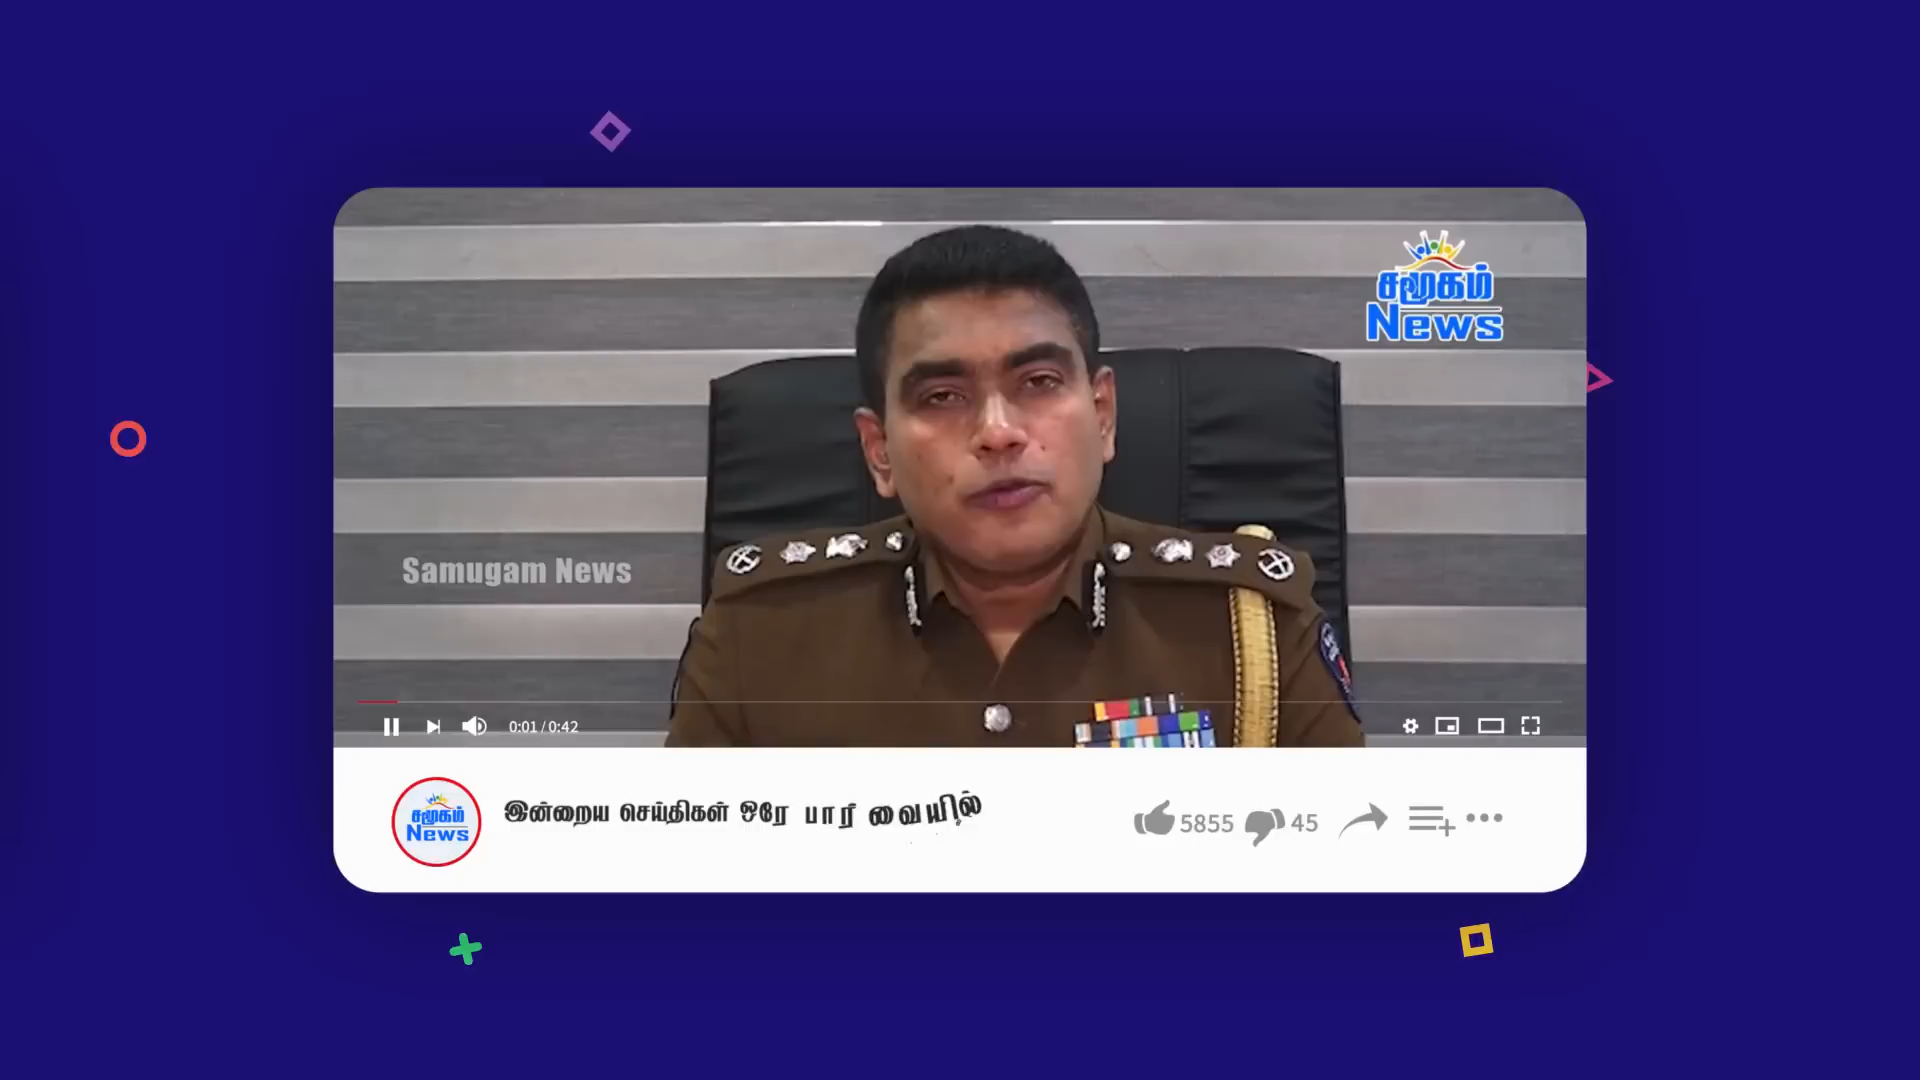 சமூகம்
News
Samugam News
0:01 / 0:42
சமூகம்
News
இன்றைய செய்திகள் ஒரே பார் வையில்
5855
45